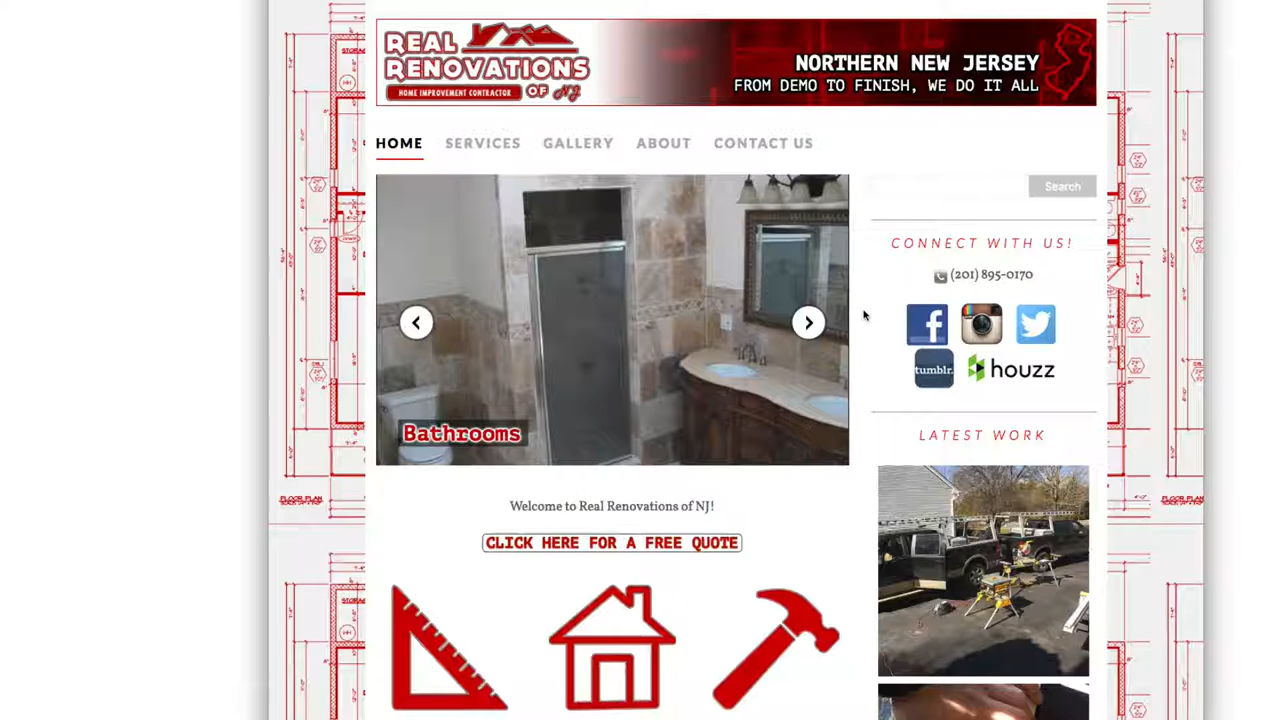 REAL
RENOVATIONS
HOME IMPROVEMENT CONTRACTOR
OF NJ
NORTHERN NEW JERSEY
FROM DEMO TO FINISH, WE DO IT ALL
HOME SERVICES GALLERY ABOUT CONTACT US
Search
CONNECT WITH US!
(201) 895-0170
f
tumblr.
houzz
Bathrooms
LATEST WORK
Welcome to Real Renovations of NJ!
CLICK HERE FOR A FREE QUOTE
FLOOR PLAN